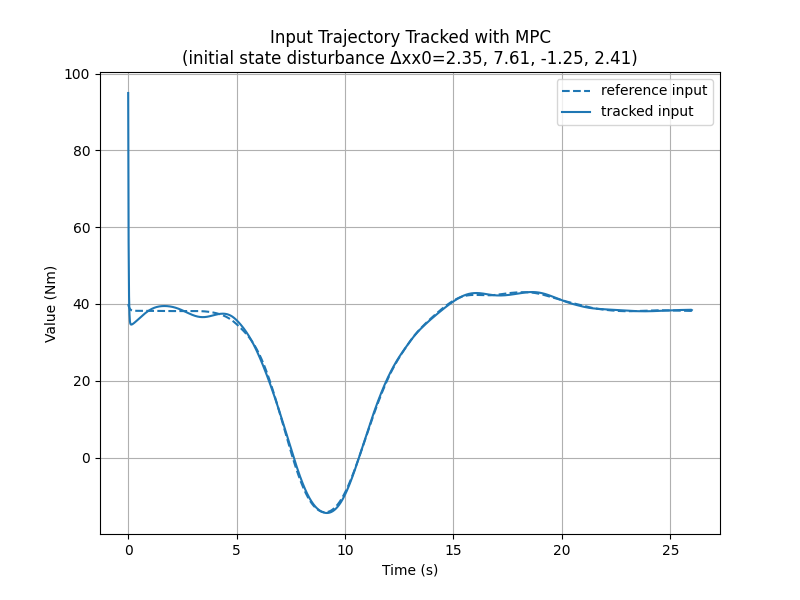 Input Trajectory Tracked with MPC
(initial state disturbance Δxx0=2.35, 7.61, -1.25, 2.41)
reference input
tracked input
Value (Nm)
100
80
60
40
20
0
0 5 10 15 20 25
Time (s)